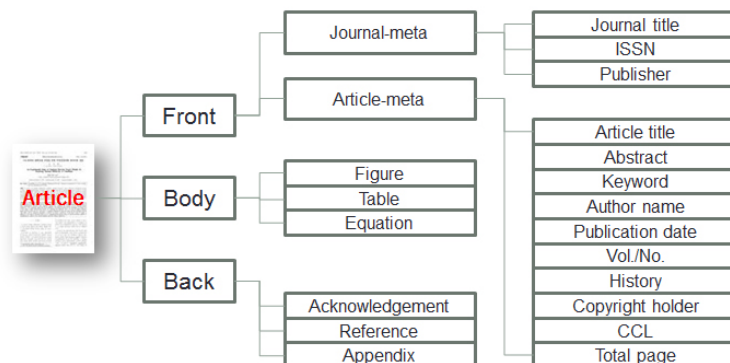 Article
Front
Journal-meta
Journal title
ISSN
Publisher
Article-meta
Article title
Abstract
Keyword
Author name
Publication date
Vol./No.
History
Copyright holder
CCL
Total page
Body
Figure
Table
Equation
Back
Acknowledgement
Reference
Appendix